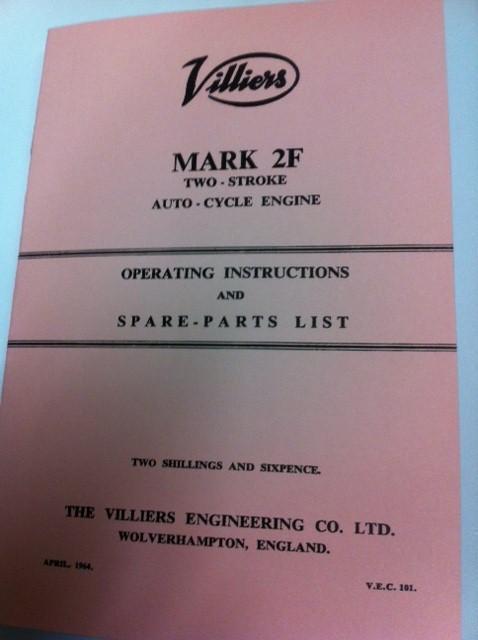 Villiers
MARK 2F
TWO - STROKE
AUTO - CYCLE ENGINE
OPERATING INSTRUCTIONS
AND
SPARE - PARTS LIST
TWO SHILLINGS AND SIXPENCE.
THE VILLIERS ENGINEERING CO. LTD.
WOLVERHAMPTON, ENGLAND.
APRIL, 1964.
V.E.C. 101.